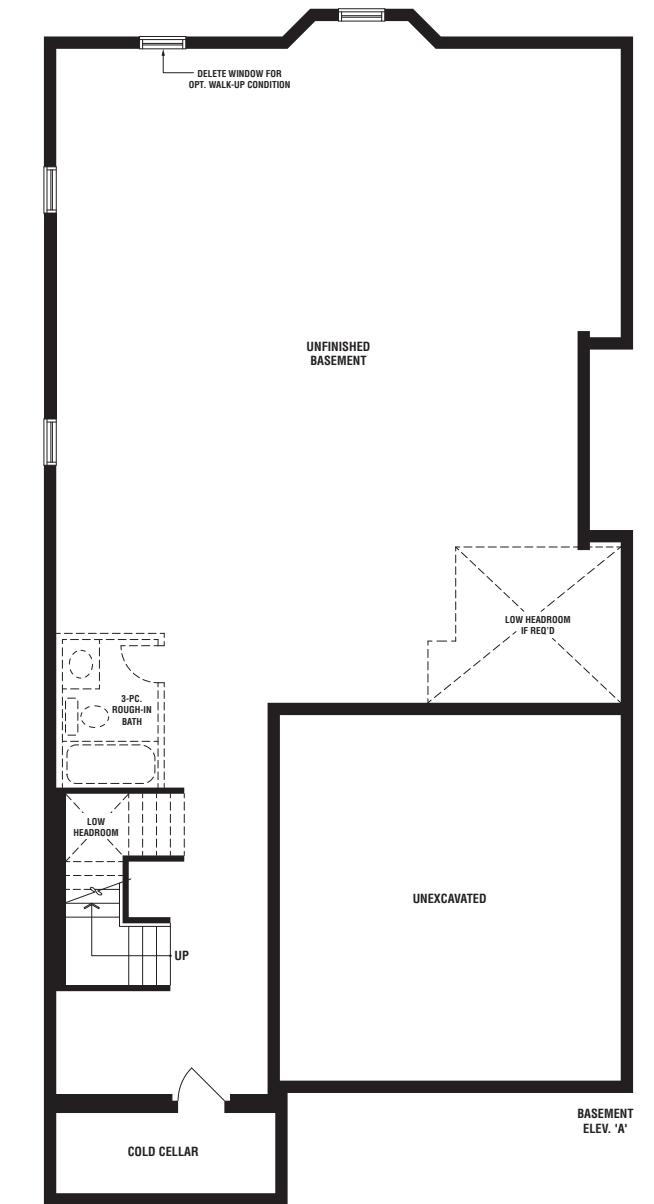 DELETE WINDOW FOR
OPT. WALK-UP CONDITION
UNFINISHED
BASEMENT
LOW HEADROOM
IF REQ'D
3-PC.
ROUGH-IN
BATH
LOW
HEADROOM
UNEXCAVATED
UP
BASEMENT
ELEV. 'A'
COLD CELLAR